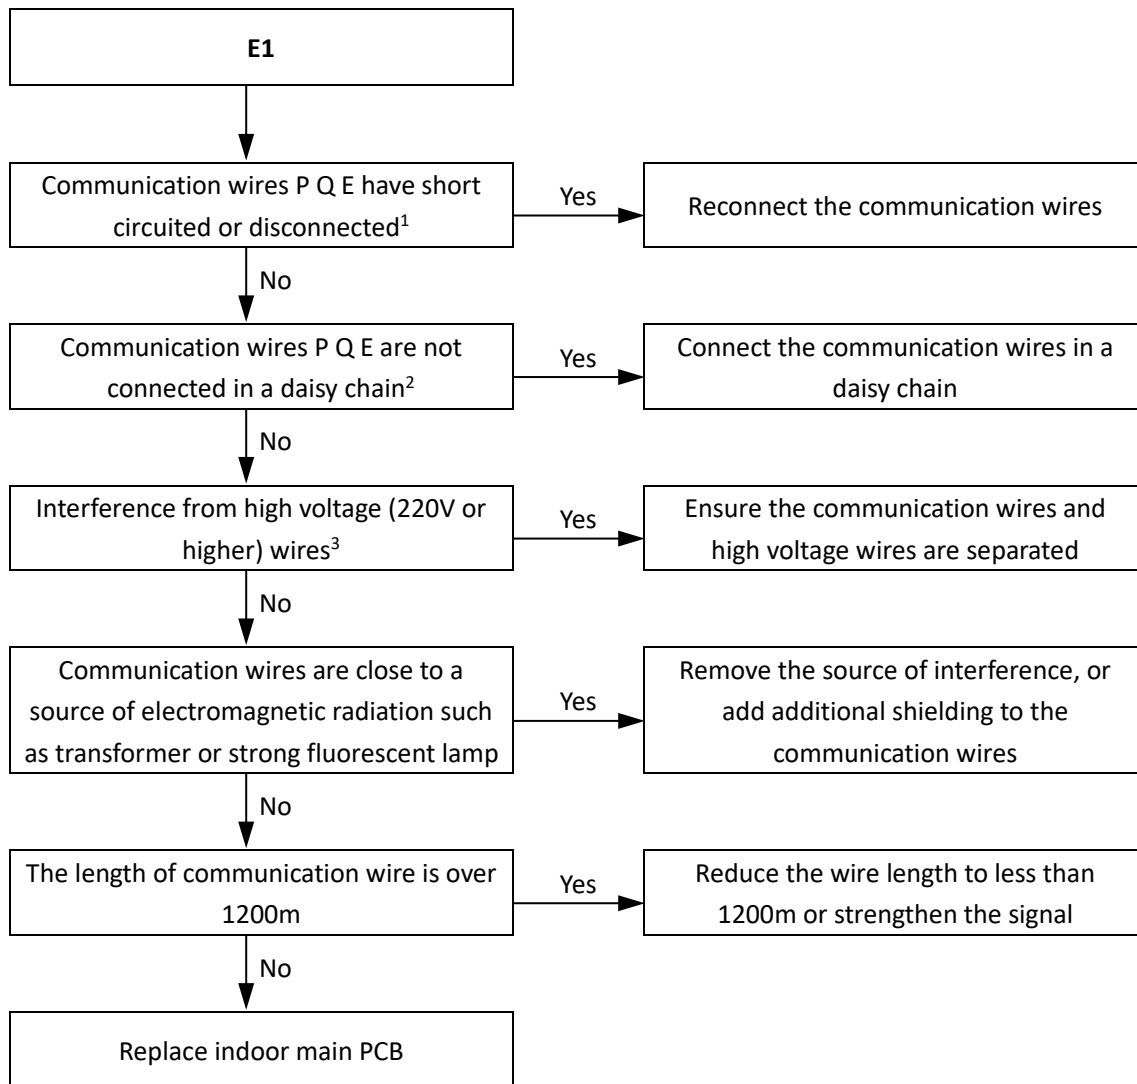 E1
Communication wires P Q E have short
circuited or disconnected¹
Yes
Reconnect the communication wires
No
Communication wires P Q E are not
connected in a daisy chain²
Yes
Connect the communication wires in a
daisy chain
No
Interference from high voltage (220V or
higher) wires³
Yes
Ensure the communication wires and
high voltage wires are separated
No
Communication wires are close to a
source of electromagnetic radiation such
as transformer or strong fluorescent lamp
Yes
Remove the source of interference, or
add additional shielding to the
communication wires
No
The length of communication wire is over
1200m
Yes
Reduce the wire length to less than
1200m or strengthen the signal
No
Replace indoor main PCB